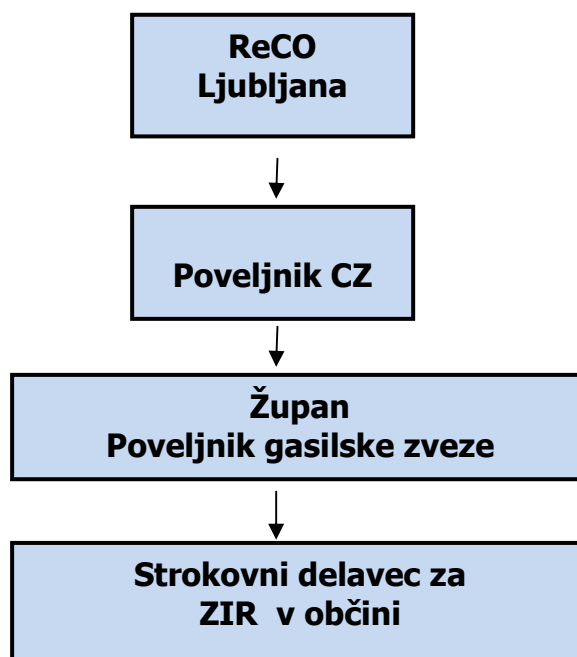 ReCO
Ljubljana
Poveljnik CZ
Župan
Poveljnik gasilske zveze
Strokovni delavec za
ZIR v občini